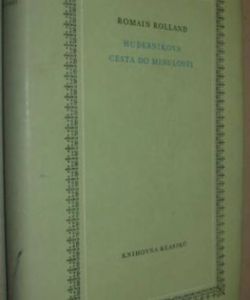 ROMAIN ROLLAND
HUDEBNÍKOVA
CESTA DO MINULOSTI
KNIHOVNA KLASIKŮ